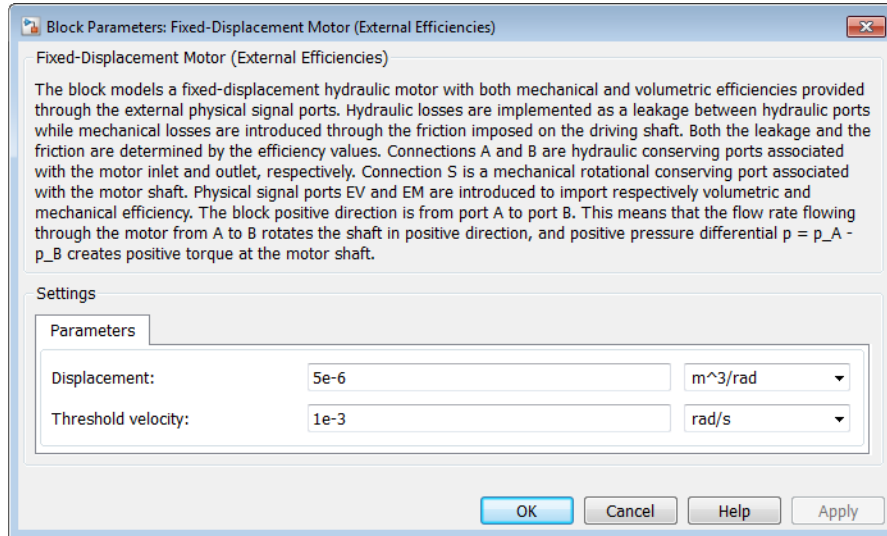 Block Parameters: Fixed-Displacement Motor (External Efficiencies)
Fixed-Displacement Motor (External Efficiencies)
The block models a fixed-displacement hydraulic motor with both mechanical and volumetric efficiencies provided
through the external physical signal ports. Hydraulic losses are implemented as a leakage between hydraulic ports
while mechanical losses are introduced through the friction imposed on the driving shaft. Both the leakage and the
friction are determined by the efficiency values. Connections A and B are hydraulic conserving ports associated
with the motor inlet and outlet, respectively. Connection S is a mechanical rotational conserving port associated
with the motor shaft. Physical signal ports EV and EM are introduced to import respectively volumetric and
mechanical efficiency. The block positive direction is from port A to port B. This means that the flow rate flowing
through the motor from A to B rotates the shaft in positive direction, and positive pressure differential p = p_A -
p_B creates positive torque at the motor shaft.
Settings
Parameters
Displacement: 5e-6 m^3/rad
Threshold velocity: 1e-3 rad/s
OK Cancel Help Apply